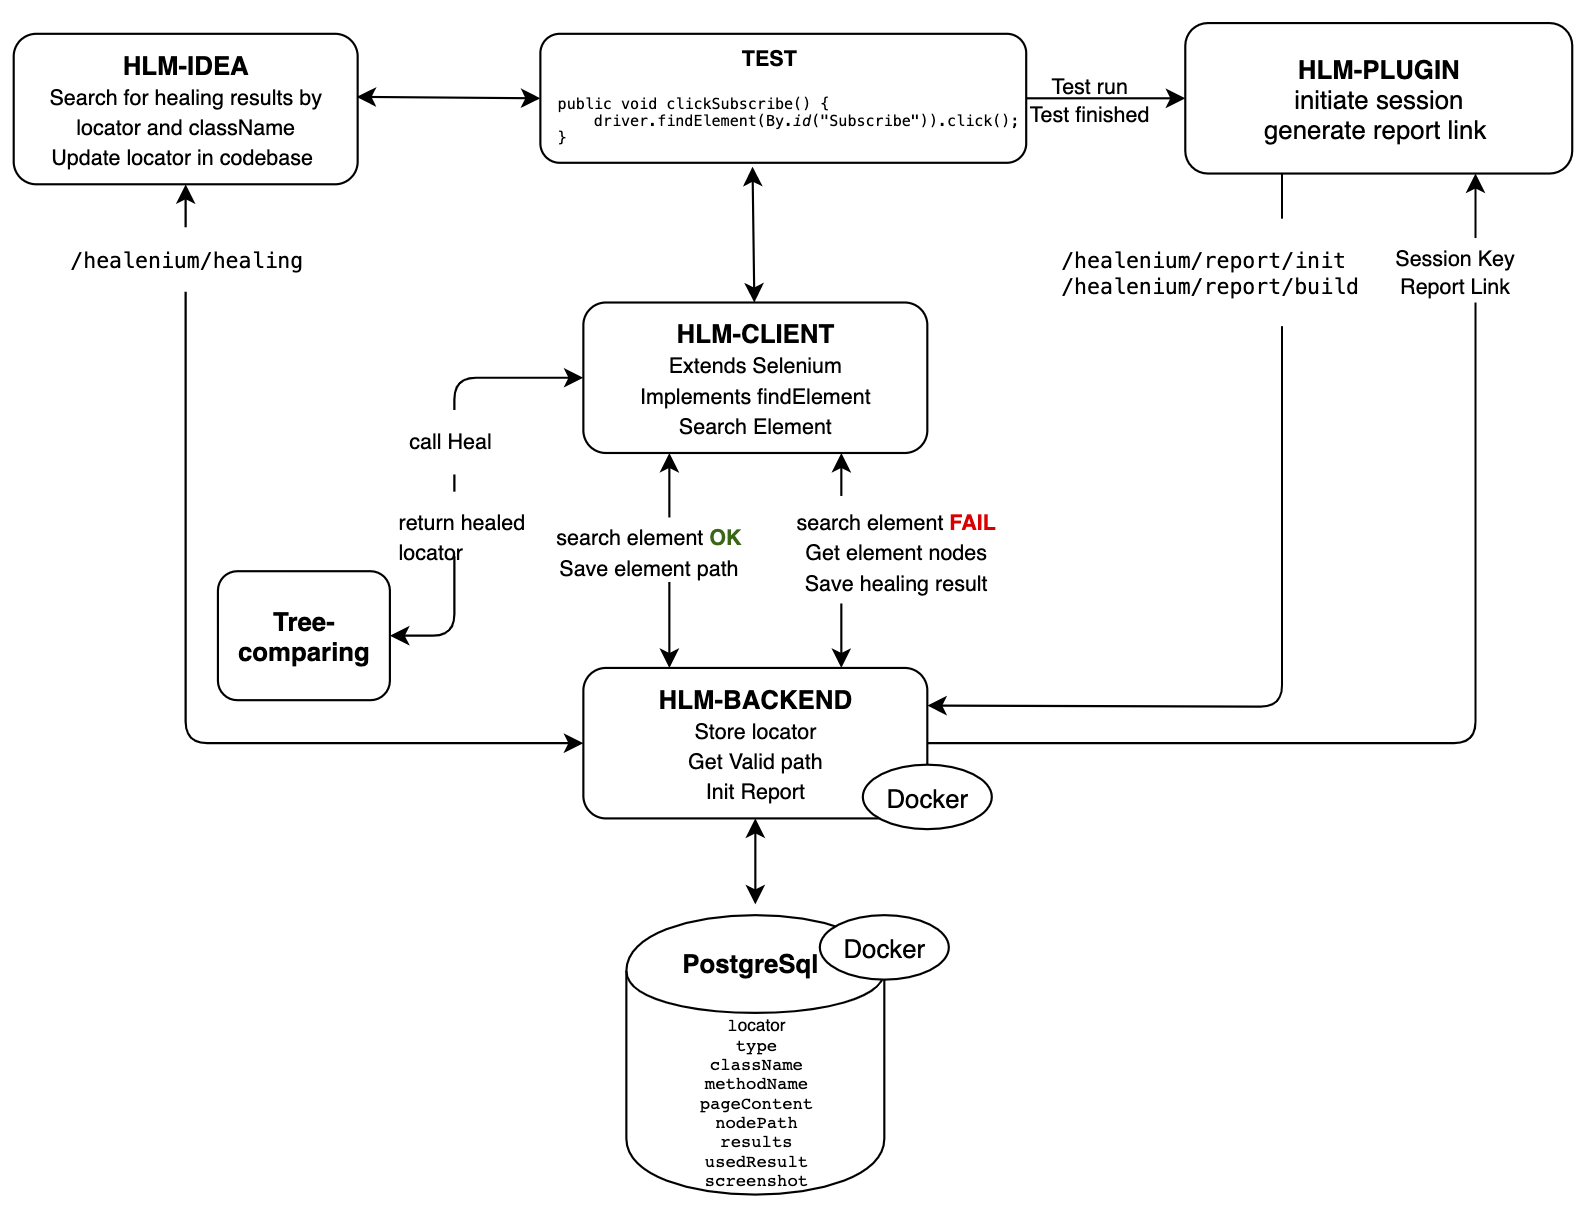 HLM-IDEA
Search for healing results by
locator and className
Update locator in codebase
TEST
public void clickSubscribe() {
    driver.findElement(By.id("Subscribe")).click();
}
Test run
Test finished
HLM-PLUGIN
initiate session
generate report link
/healenium/healing
/healenium/report/init
/healenium/report/build
Session Key
Report Link
HLM-CLIENT
Extends Selenium
Implements findElement
Search Element
call Heal
return healed
locator
search element OK
Save element path
search element FAIL
Get element nodes
Save healing result
Tree-
comparing
HLM-BACKEND
Store locator
Get Valid path
Init Report
Docker
PostgreSql
Docker
locator
type
className
methodName
pageContent
nodePath
results
usedResult
screenshot